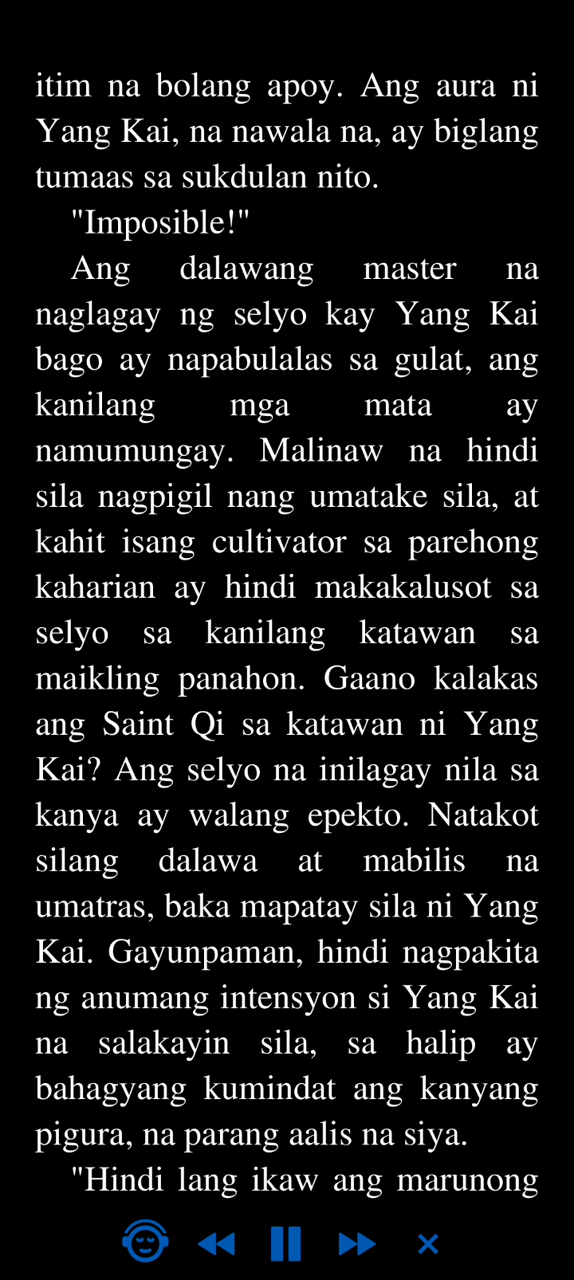 itim na bolang apoy. Ang aura ni
Yang Kai, na nawala na, ay biglang
tumaas sa sukdulan nito.
"Imposible!"
Ang dalawang master na
naglagay ng selyo kay Yang Kai
bago ay napabulalas sa gulat, ang
kanilang mga mata ay
namumungay. Malinaw na hindi
sila nagpigil nang umatake sila, at
kahit isang cultivator sa parehong
kaharian ay hindi makakalusot sa
selyo sa kanilang katawan sa
maikling panahon. Gaano kalakas
ang Saint Qi sa katawan ni Yang
Kai? Ang selyo na inilagay nila sa
kanya ay walang epekto. Natakot
silang dalawa at mabilis na
umatras, baka mapatay sila ni Yang
Kai. Gayunpaman, hindi nagpakita
ng anumang intensyon si Yang Kai
na salakayin sila, sa halip ay
bahagyang kumindat ang kanyang
pigura, na parang aalis na siya.
"Hindi lang ikaw ang marunong